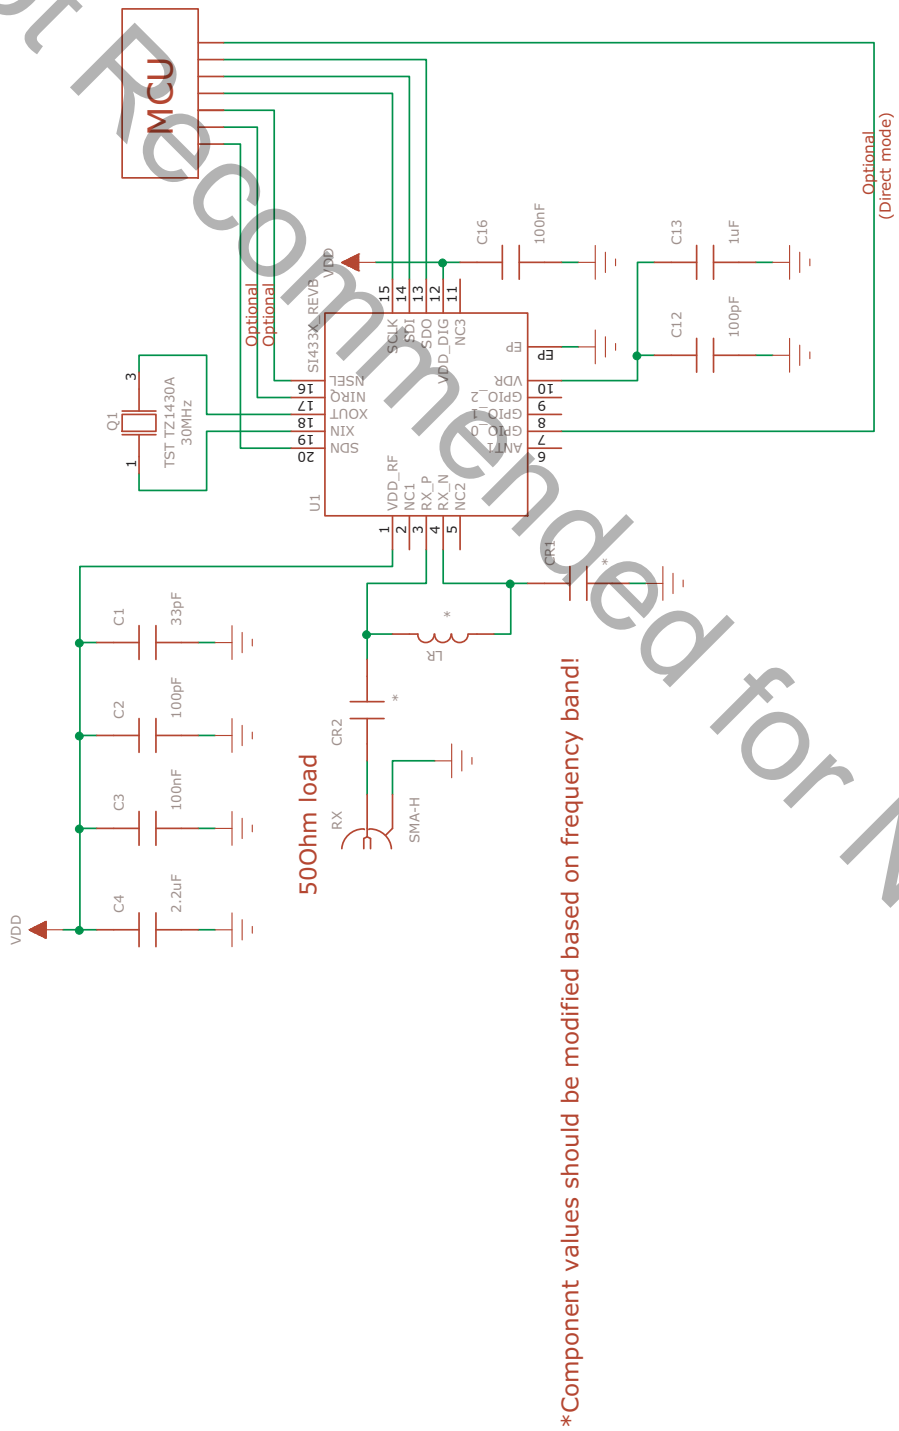 MCU
Optional
(Direct mode)
Optional
Optional
VDD
C16
100nF
C13
1uF
C12
100pF
SI433X_REVB
U1
15
14
13
12
11
SCLK
SDI
SDO
VDD_DIG
NC3
EP
EP
VDR
GPIO_2
GPIO_1
GPIO_0
ANT1
10
9
8
7
6
NSEL
NIRQ
XOUT
XIN
SDN
16
17
18
19
20
VDD_RF
NC1
RX_P
RX_N
NC2
1
2
3
4
5
Q1
3
1
TST TZ1430A
30MHz
C1
33pF
C2
100pF
C3
100nF
C4
2.2uF
VDD
CR1
*
LR
*
CR2
*
RX
SMA-H
50Ohm load
*Component values should be modified based on frequency band!
ot Recommended for N